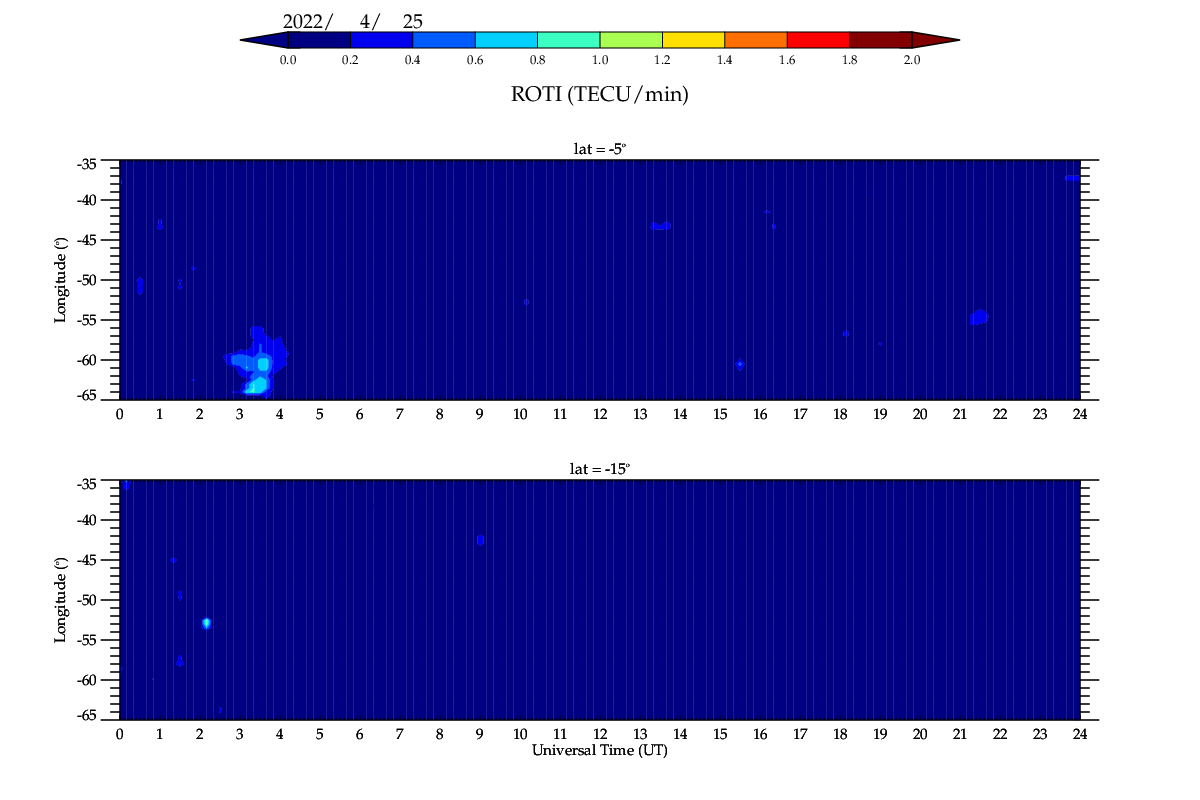 2022/ 4/ 25
0.0 0.2 0.4 0.6 0.8 1.0 1.2 1.4 1.6 1.8 2.0
ROTI (TECU/min)
lat = -5°
-35
-40
-45
-50
-55
-60
-65
Longitude (°)
0 1 2 3 4 5 6 7 8 9 10 11 12 13 14 15 16 17 18 19 20 21 22 23 24
lat = -15°
-35
-40
-45
-50
-55
-60
-65
Longitude (°)
0 1 2 3 4 5 6 7 8 9 10 11 12 13 14 15 16 17 18 19 20 21 22 23 24
Universal Time (UT)